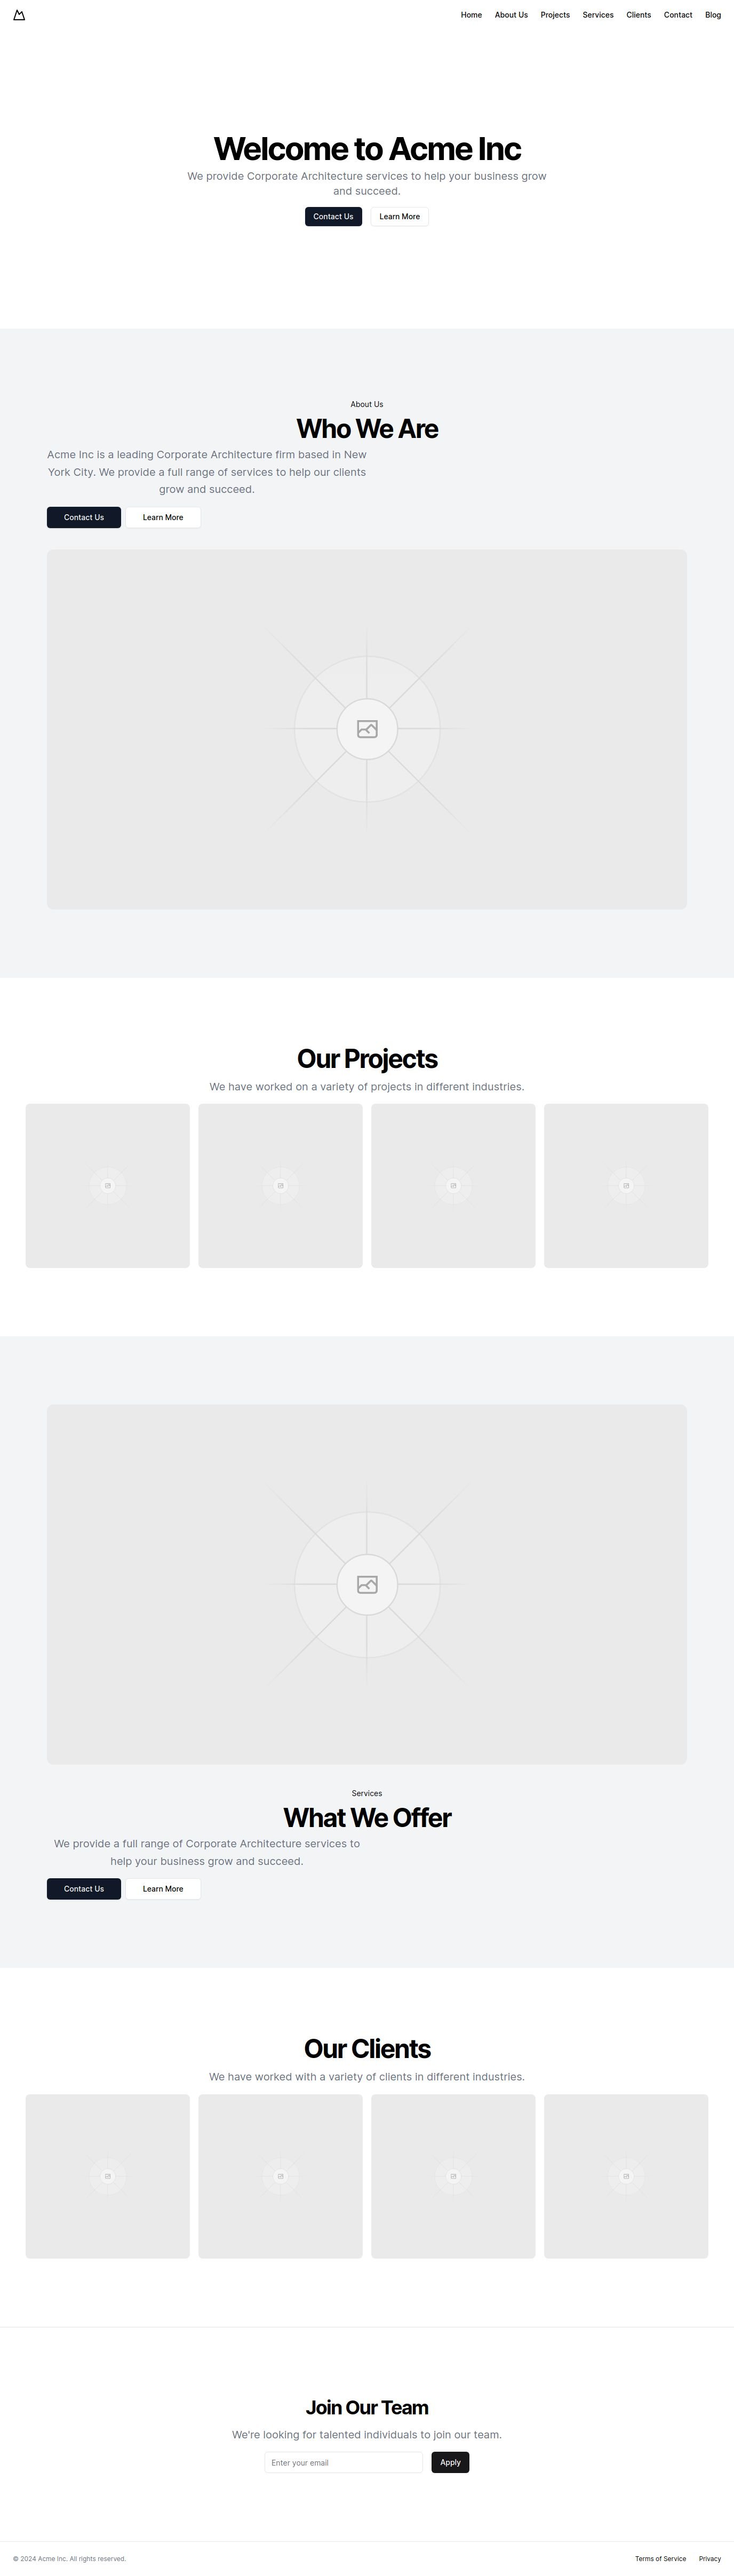 Home About Us Projects Services Clients Contact Blog
Welcome to Acme Inc
We provide Corporate Architecture services to help your business grow
and succeed.
Contact Us Learn More
About Us
Who We Are
Acme Inc is a leading Corporate Architecture firm based in New
York City. We provide a full range of services to help our clients
grow and succeed.
Contact Us Learn More
Our Projects
We have worked on a variety of projects in different industries.
Services
What We Offer
We provide a full range of Corporate Architecture services to
help your business grow and succeed.
Contact Us Learn More
Our Clients
We have worked with a variety of clients in different industries.
Join Our Team
We're looking for talented individuals to join our team.
Enter your email Apply
© 2024 Acme Inc. All rights reserved. Terms of Service Privacy